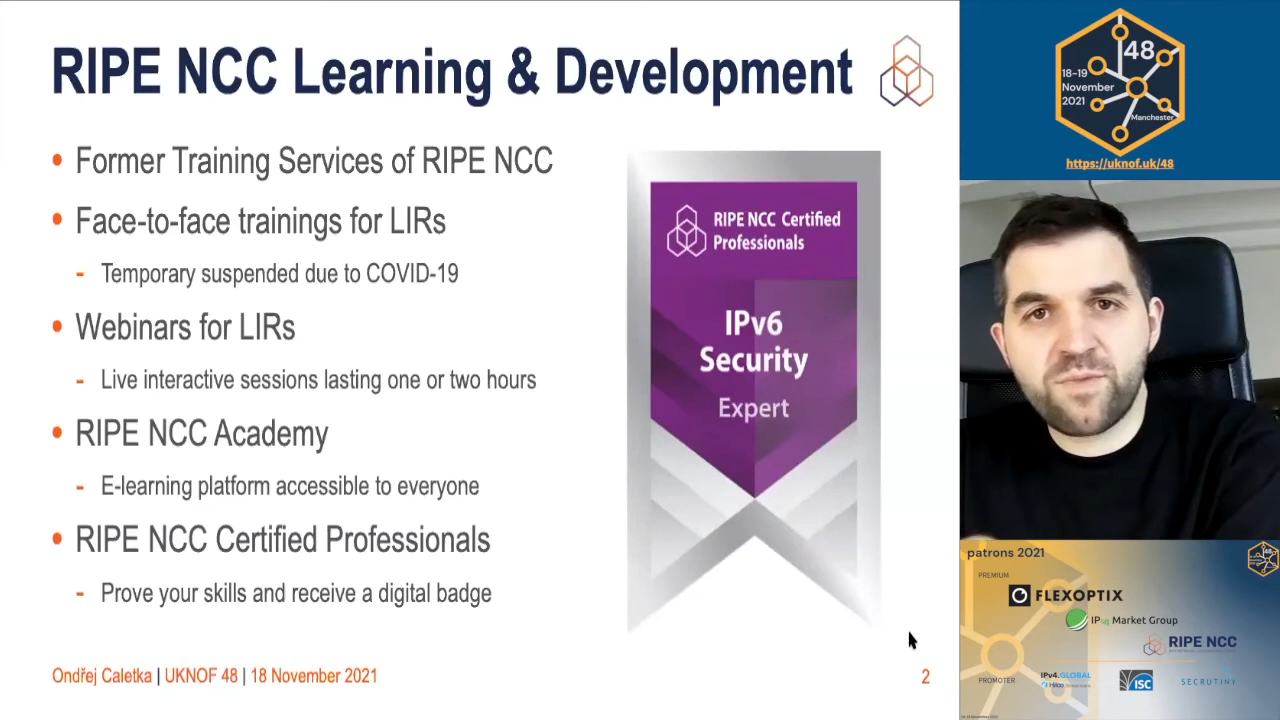 RIPE NCC Learning & Development
• Former Training Services of RIPE NCC
• Face-to-face trainings for LIRs
- Temporary suspended due to COVID-19
• Webinars for LIRs
- Live interactive sessions lasting one or two hours
• RIPE NCC Academy
- E-learning platform accessible to everyone
• RIPE NCC Certified Professionals
- Prove your skills and receive a digital badge
RIPE NCC Certified
Professionals
IPv6
Security
Expert
Ondřej Caletka | UKNOF 48 | 18 November 2021
2
48
18-19
November
2021
Manchester
https://uknof.uk/48
patrons 2021
48
PREMIUM
FLEXOPTIX
IPv4 Market Group
RIPE NCC
PROMOTER
IPv4.GLOBAL
ISC
SECRUTINY